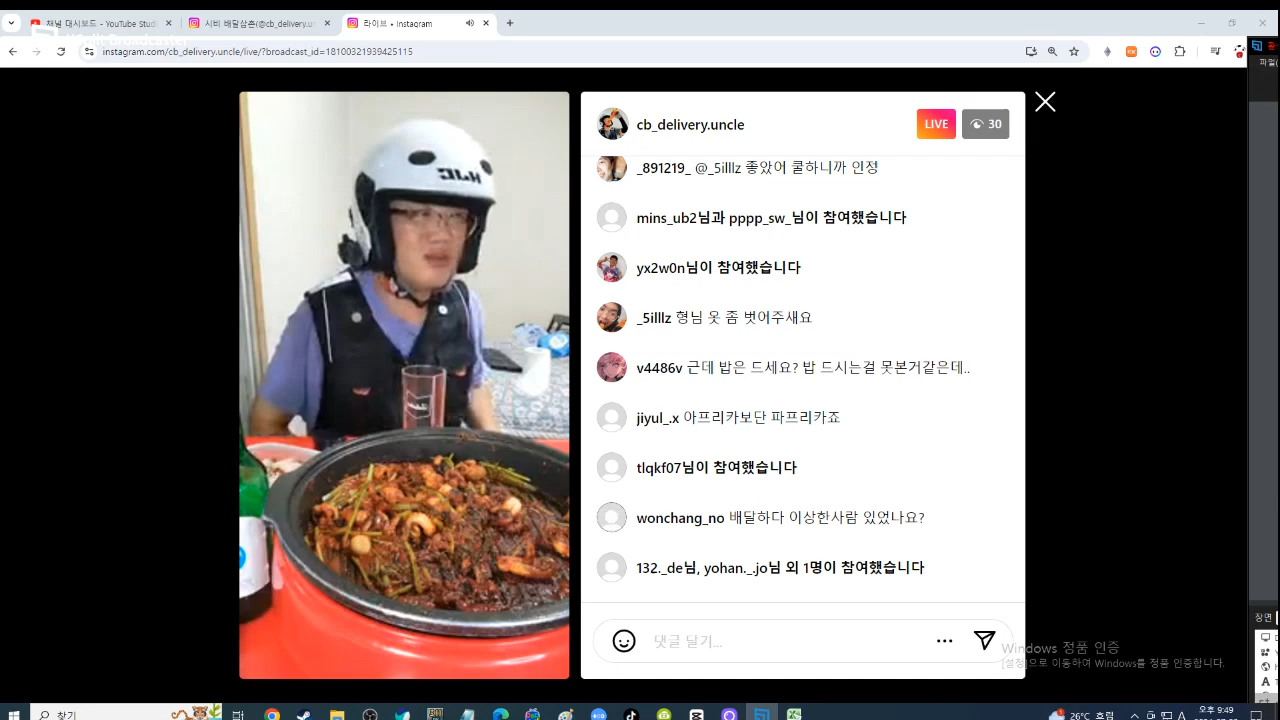 채널 대시보드 - YouTube Studi
시비 배달삼촌(@cb_delivery.u
라이브 • Instagram
instagram.com/cb_delivery.uncle/live/?broadcast_id=18100321939425115
파일(
cb_delivery.uncle
LIVE
30
_891219_ @_5illlz 좋았어 쿨하니까 인정
mins_ub2님과 pppp_sw_님이 참여했습니다
yx2w0n님이 참여했습니다
_5illlz 형님 옷 좀 벗어주새요
v4486v 근데 밥은 드세요? 밥 드시는걸 못본거같은데..
jiyul_.x 아프리카보단 파프리카죠
tlqkf07님이 참여했습니다
wonchang_no 배달하다 이상한사람 있었나요?
132._de님, yohan._.jo님 외 1명이 참여했습니다
댓글 달기...
Windows 정품 인증
[설정]으로 이동하여 Windows를 정품 인증합니다.
장면
찾기
26°C 흐림
A
오후 9:49